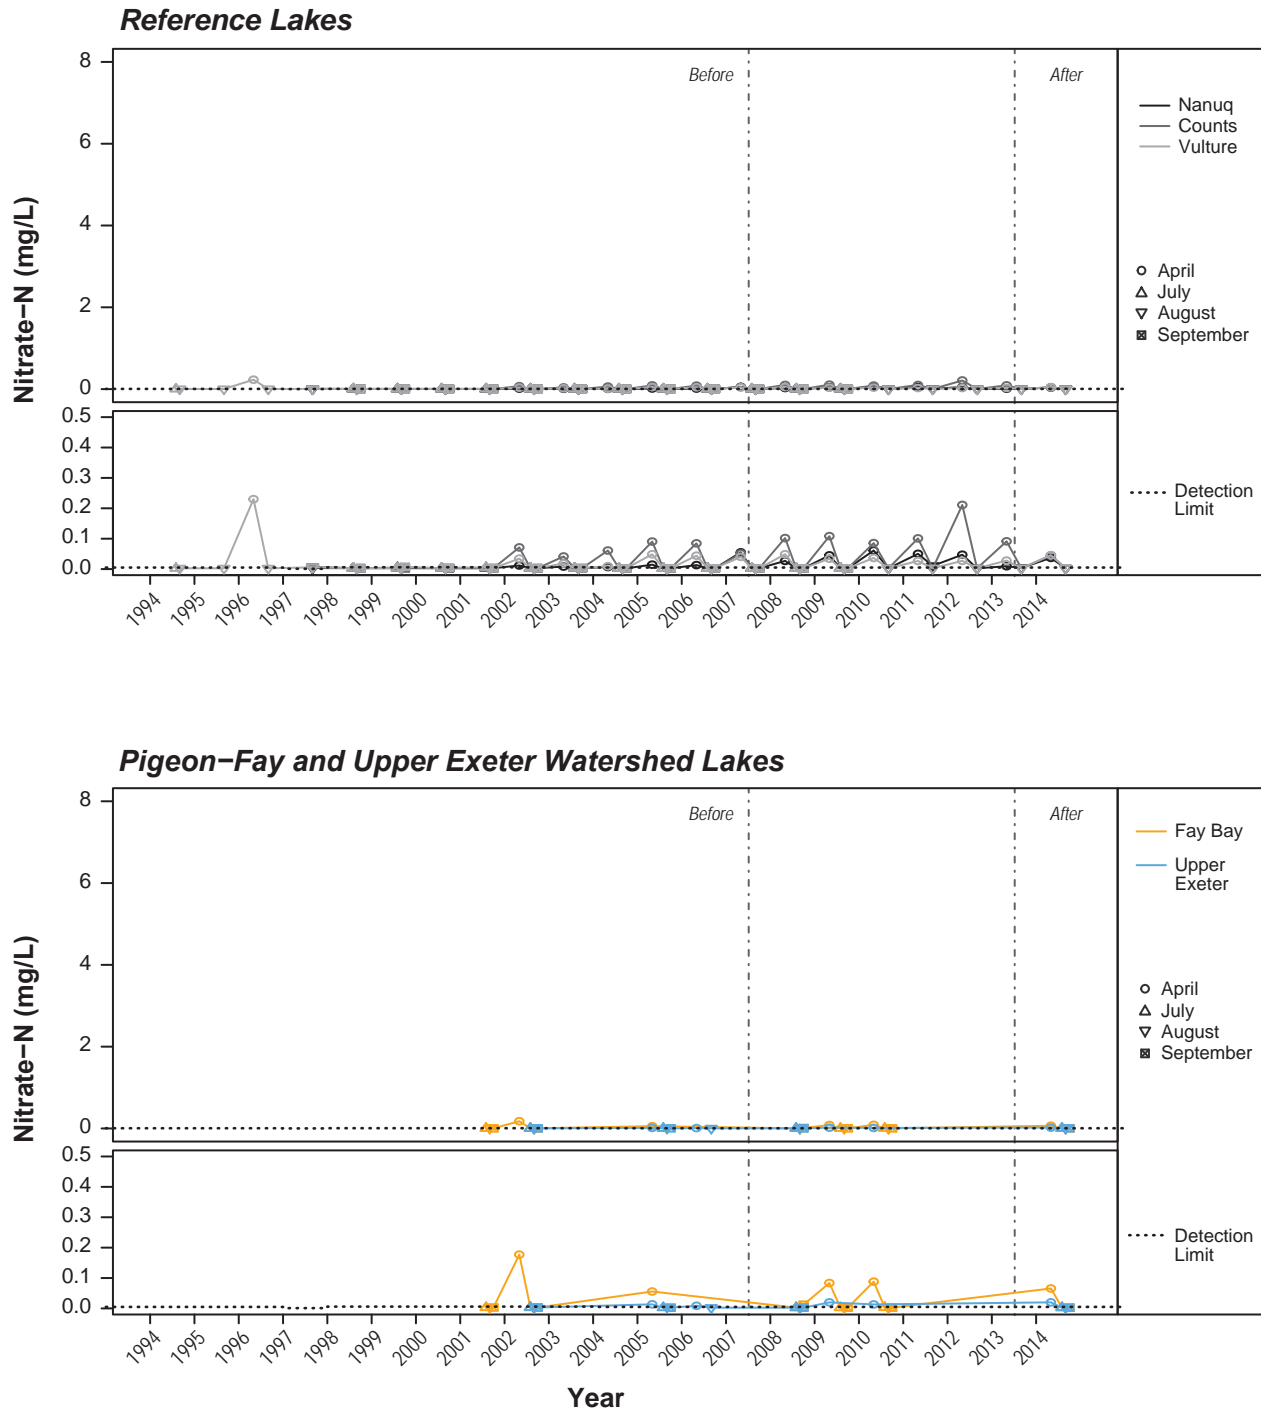 Reference Lakes
Before
After
8
6
4
2
0
Nitrate−N (mg/L)
Nanuq
Counts
Vulture
April
July
August
September
0.5
0.4
0.3
0.2
0.1
0.0
Detection
Limit
1994
1995
1996
1997
1998
1999
2000
2001
2002
2003
2004
2005
2006
2007
2008
2009
2010
2011
2012
2013
2014
Pigeon−Fay and Upper Exeter Watershed Lakes
Before
After
8
6
4
2
0
Nitrate−N (mg/L)
Fay Bay
Upper
Exeter
April
July
August
September
0.5
0.4
0.3
0.2
0.1
0.0
Detection
Limit
1994
1995
1996
1997
1998
1999
2000
2001
2002
2003
2004
2005
2006
2007
2008
2009
2010
2011
2012
2013
2014
Year